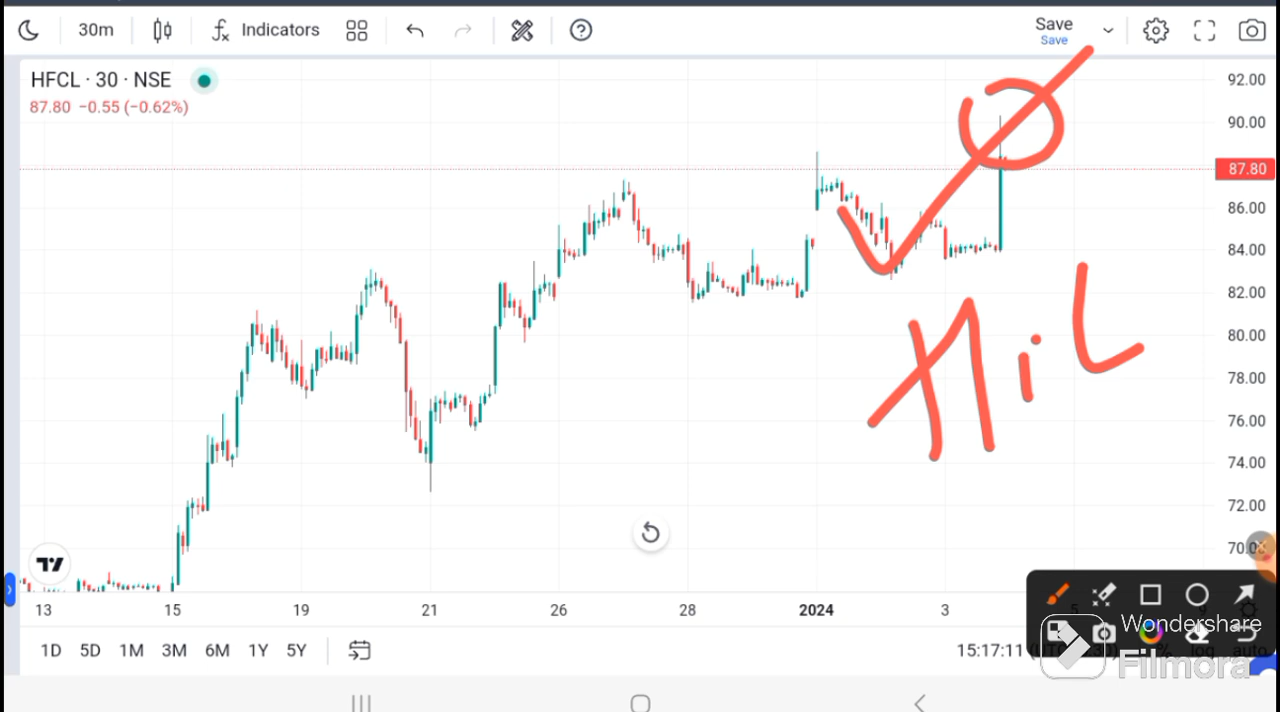 30m Indicators Save
Save
HFCL · 30 · NSE
87.80 −0.55 (−0.62%)
92.00
90.00
87.80
86.00
84.00
82.00
80.00
78.00
76.00
74.00
72.00
HiL
13 15 19 21 26 28 2024 3
1D 5D 1M 3M 6M 1Y 5Y 15:17:11
Wondershare
Filmora